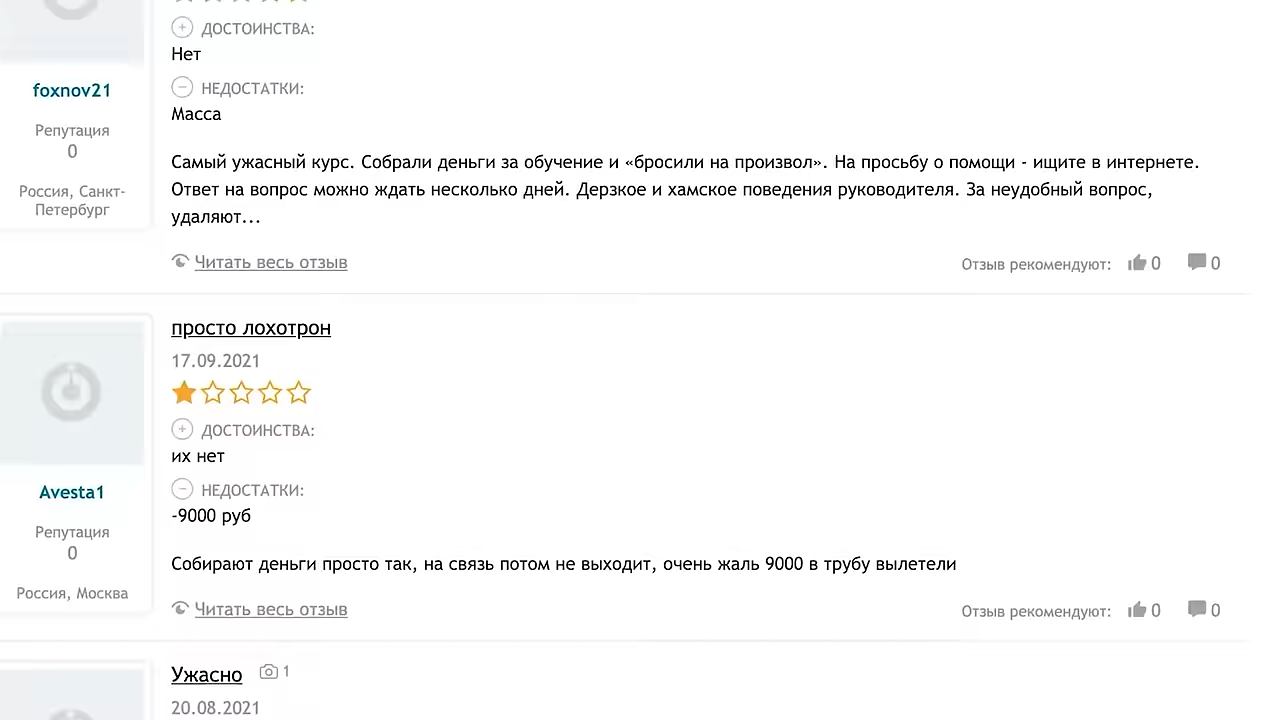 ДОСТОИНСТВА:
Нет
НЕДОСТАТКИ:
Масса
foxnov21
Репутация
0
Россия, Санкт-
Петербург
Самый ужасный курс. Собрали деньги за обучение и «бросили на произвол». На просьбу о помощи - ищите в интернете.
Ответ на вопрос можно ждать несколько дней. Дерзкое и хамское поведения руководителя. За неудобный вопрос,
удаляют...
Читать весь отзыв
Отзыв рекомендуют: 0 0
просто лохотрон
17.09.2021
ДОСТОИНСТВА:
их нет
НЕДОСТАТКИ:
-9000 руб
Avesta1
Репутация
0
Россия, Москва
Собирают деньги просто так, на связь потом не выходит, очень жаль 9000 в трубу вылетели
Читать весь отзыв
Отзыв рекомендуют: 0 0
Ужасно 1
20.08.2021